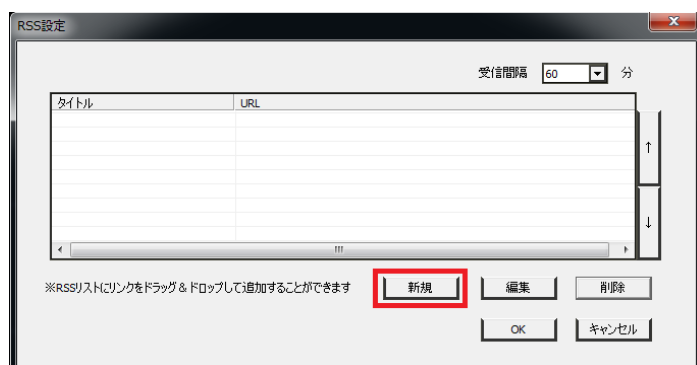 RSS設定
受信間隔 60 分
タイトル URL
↑
↓
※RSSリストにリンクをドラッグ＆ドロップして追加することができます 新規 編集 削除
OK キャンセル